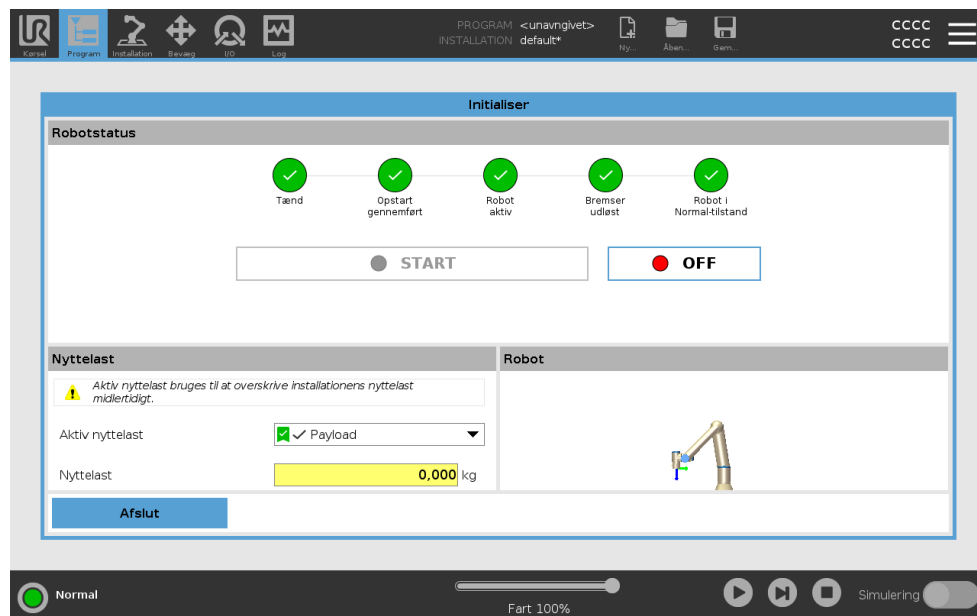 UR
Kørsel
Program
Installation
Bevæg
I/O
Log
PROGRAM <unavngivet>
INSTALLATION default*
Ny...
Åben...
Gem...
cccc
cccc
Initialiser
Robotstatus
Tænd
Opstart
gennemført
Robot
aktiv
Bremser
udløst
Robot i
Normal-tilstand
START
OFF
Nyttelast
Robot
Aktiv nyttelast bruges til at overskrive installationens nyttelast
midlertidigt.
Aktiv nyttelast
Payload
Nyttelast
0,000 kg
Afslut
Normal
Fart 100%
Simulering